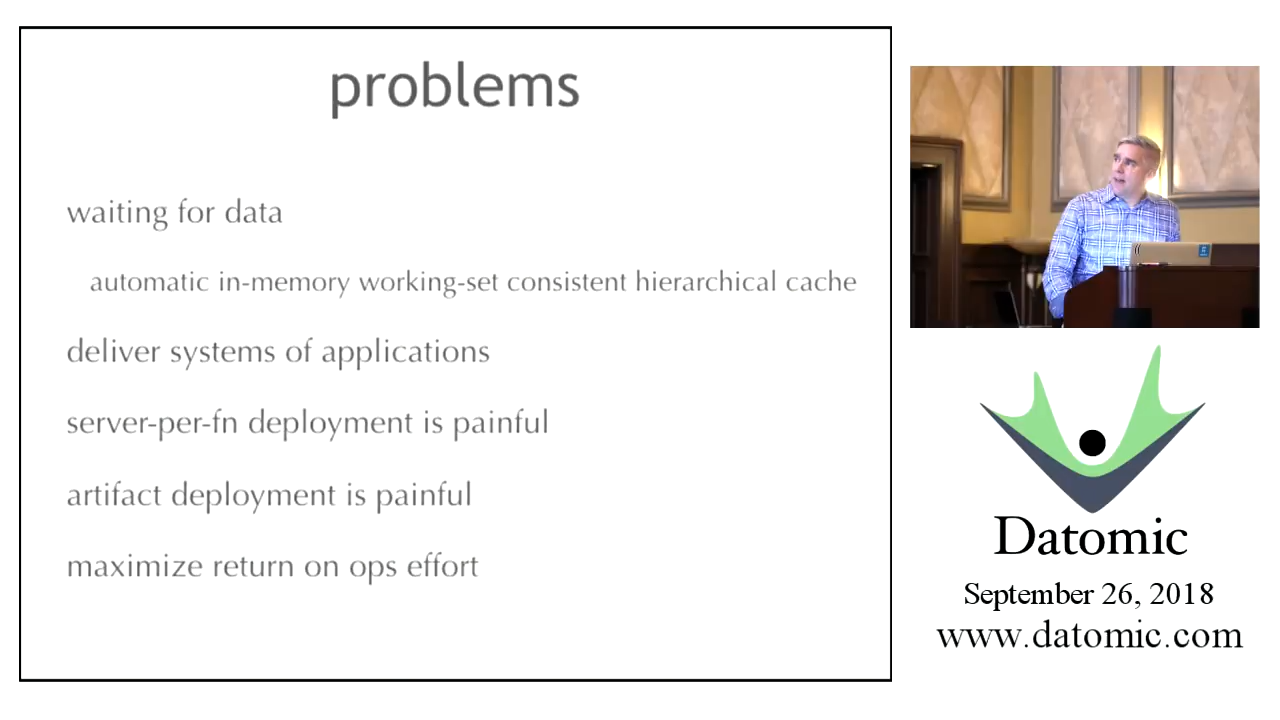 problems
waiting for data
automatic in-memory working-set consistent hierarchical cache
deliver systems of applications
server-per-fn deployment is painful
artifact deployment is painful
maximize return on ops effort
Datomic
September 26, 2018
www.datomic.com